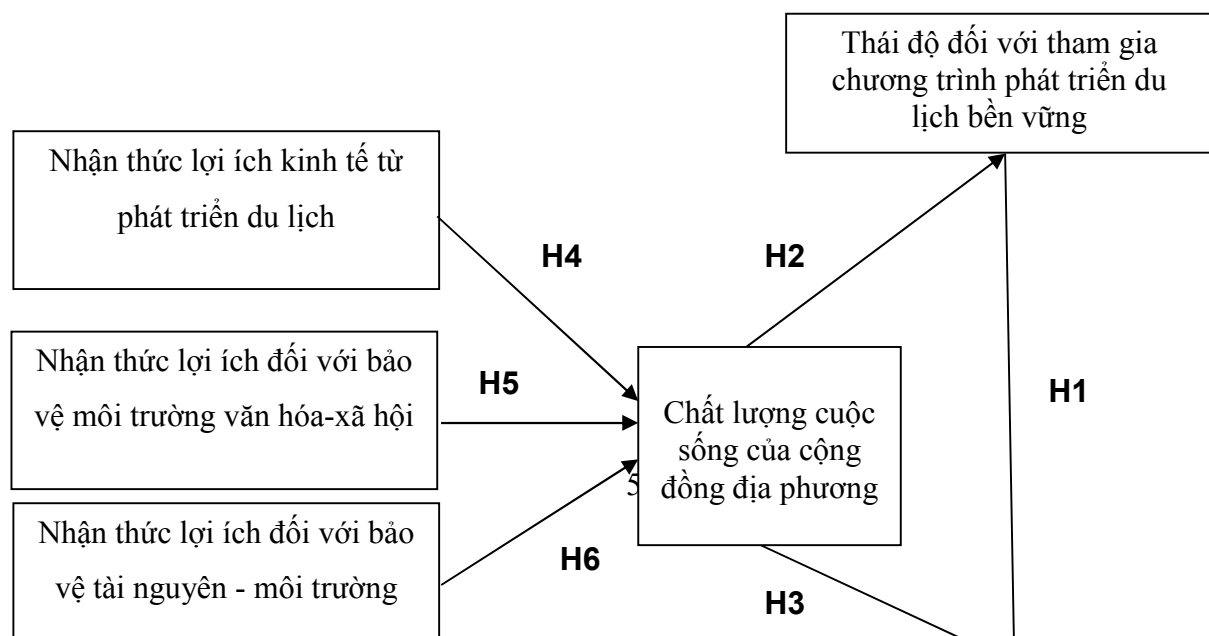 Thái độ đối với tham gia
chương trình phát triển du
lịch bền vững
Nhận thức lợi ích kinh tế từ
phát triển du lịch
H4
H2
Nhận thức lợi ích đối với bảo
vệ môi trường văn hóa-xã hội
H5
H1
Chất lượng cuộc
sống của cộng
đồng địa phương
5
Nhận thức lợi ích đối với bảo
vệ tài nguyên - môi trường
H6
H3